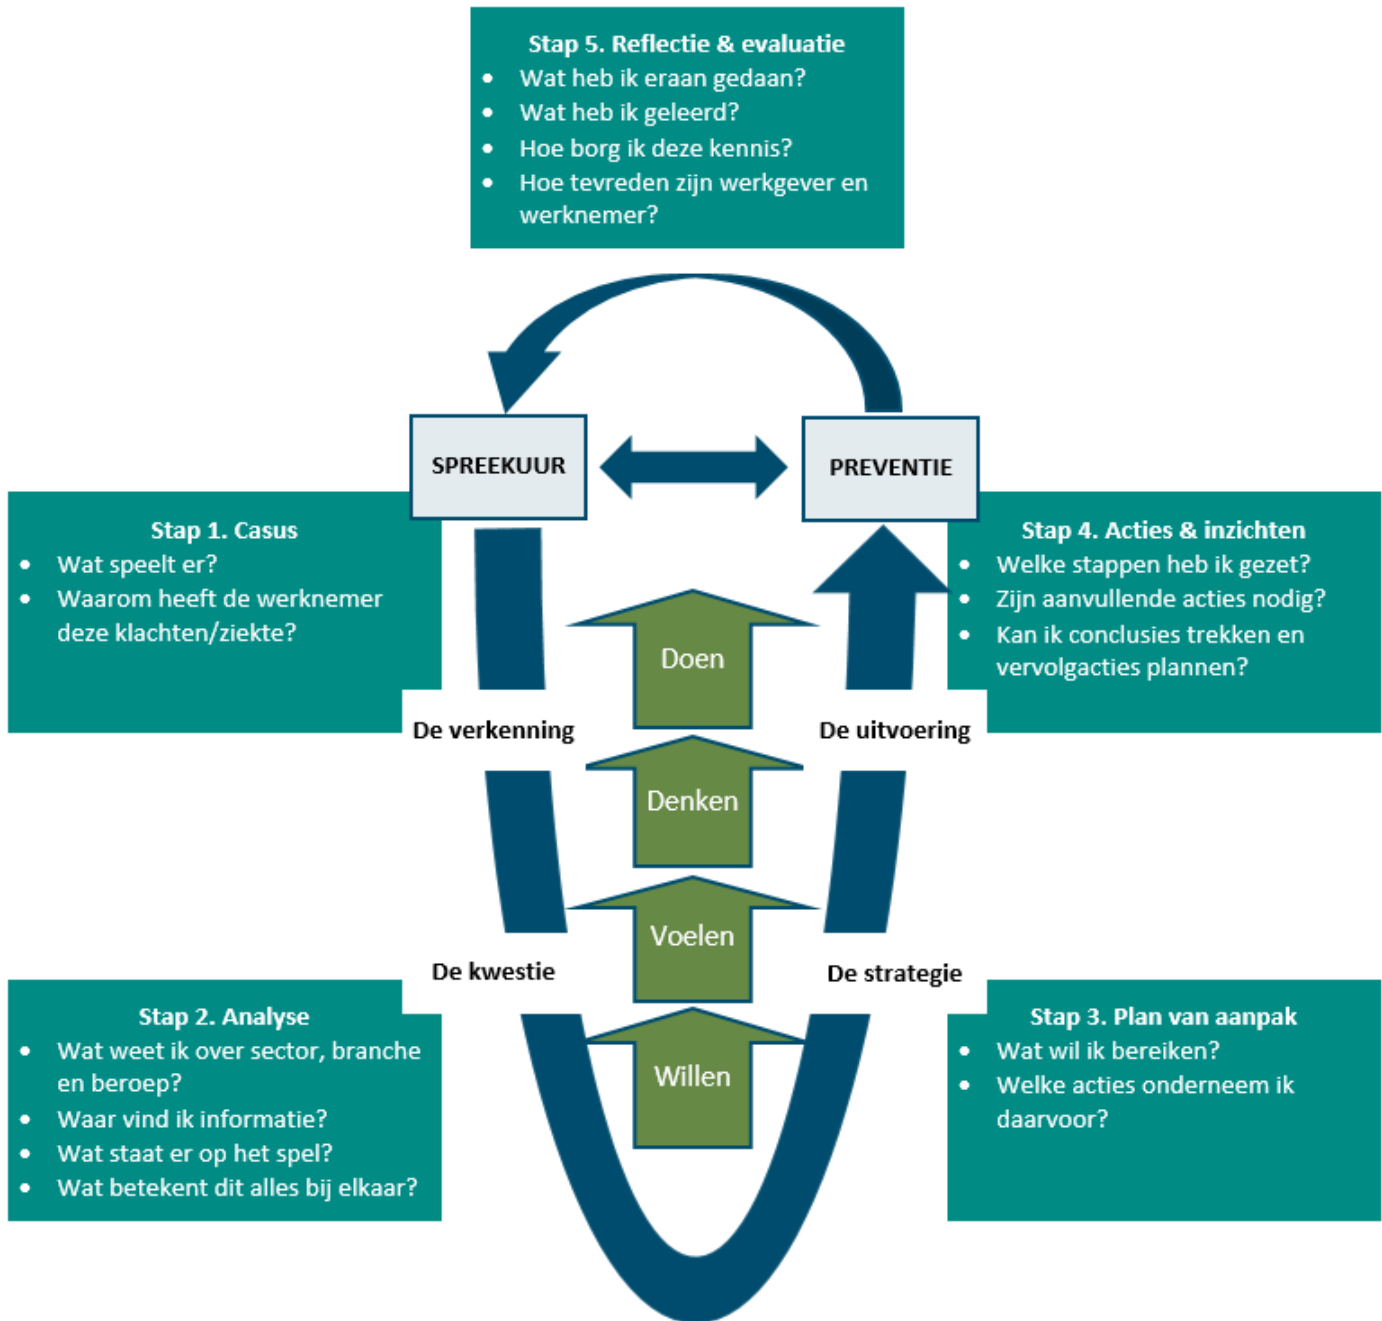 Stap 5. Reflectie & evaluatie
• Wat heb ik eraan gedaan?
• Wat heb ik geleerd?
• Hoe borg ik deze kennis?
• Hoe tevreden zijn werkgever en
werknemer?
SPREEKUUR
PREVENTIE
Stap 1. Casus
• Wat speelt er?
• Waarom heeft de werknemer
deze klachten/ziekte?
Stap 4. Acties & inzichten
• Welke stappen heb ik gezet?
• Zijn aanvullende acties nodig?
• Kan ik conclusies trekken en
vervolgacties plannen?
Doen
De verkenning
De uitvoering
Denken
Voelen
De kwestie
De strategie
Stap 2. Analyse
• Wat weet ik over sector, branche
en beroep?
• Waar vind ik informatie?
• Wat staat er op het spel?
• Wat betekent dit alles bij elkaar?
Willen
Stap 3. Plan van aanpak
• Wat wil ik bereiken?
• Welke acties onderneem ik
daarvoor?